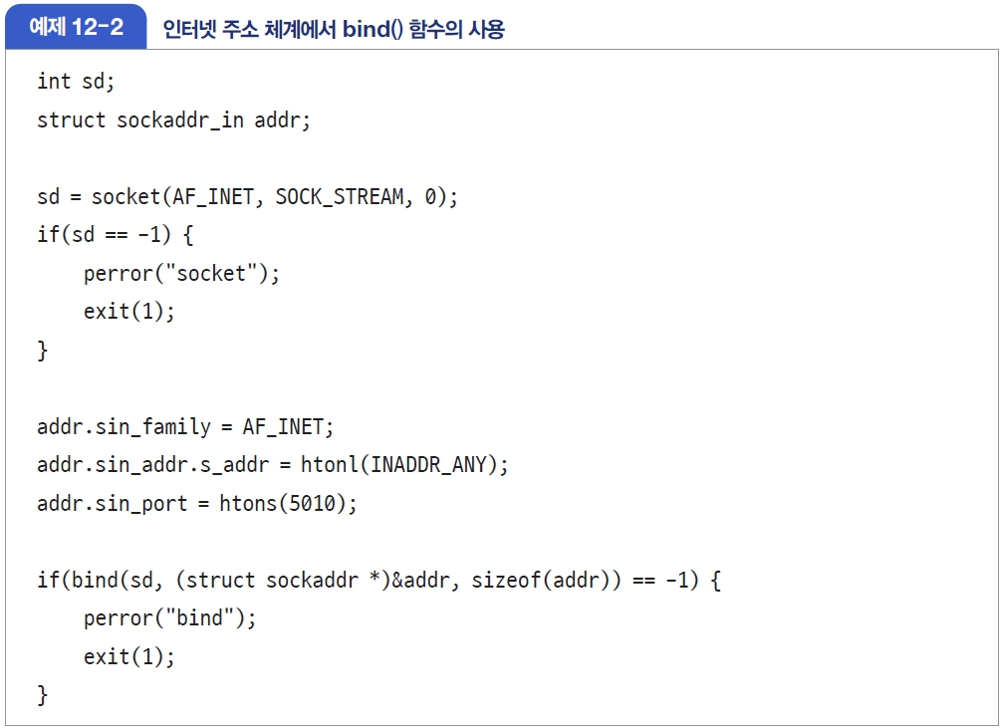 예제 12-2 인터넷 주소 체계에서 bind() 함수의 사용
int sd;
struct sockaddr_in addr;
sd = socket(AF_INET, SOCK_STREAM, 0);
if(sd == -1) {
    perror("socket");
    exit(1);
}
addr.sin_family = AF_INET;
addr.sin_addr.s_addr = htonl(INADDR_ANY);
addr.sin_port = htons(5010);
if(bind(sd, (struct sockaddr *)&addr, sizeof(addr)) == -1) {
    perror("bind");
    exit(1);
}